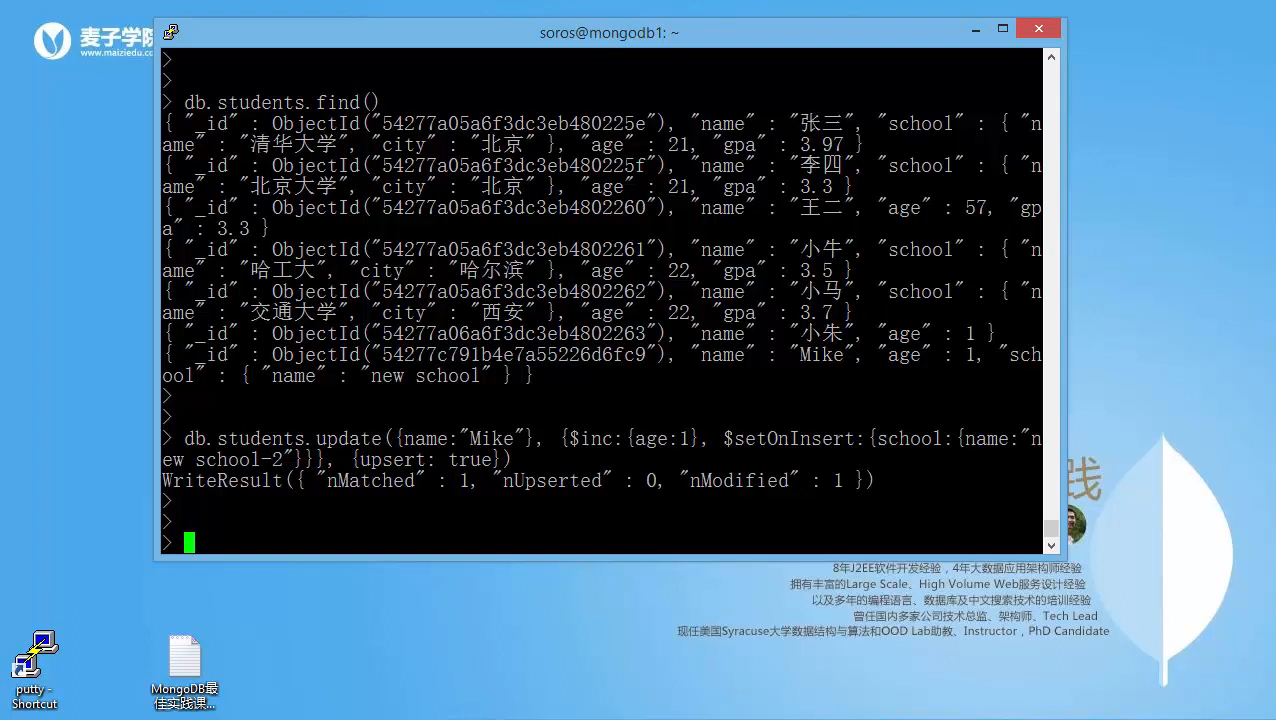 麦子学院
www.maiziedu.co
soros@mongodb1: ~
>
>
> db.students.find()
{ "_id" : ObjectId("54277a05a6f3dc3eb480225e"), "name" : "张三", "school" : { "n
ame" : "清华大学", "city" : "北京" }, "age" : 21, "gpa" : 3.97 }
{ "_id" : ObjectId("54277a05a6f3dc3eb480225f"), "name" : "李四", "school" : { "n
ame" : "北京大学", "city" : "北京" }, "age" : 21, "gpa" : 3.3 }
{ "_id" : ObjectId("54277a05a6f3dc3eb4802260"), "name" : "王二", "age" : 57, "gp
a" : 3.3 }
{ "_id" : ObjectId("54277a05a6f3dc3eb4802261"), "name" : "小牛", "school" : { "n
ame" : "哈工大", "city" : "哈尔滨" }, "age" : 22, "gpa" : 3.5 }
{ "_id" : ObjectId("54277a05a6f3dc3eb4802262"), "name" : "小马", "school" : { "n
ame" : "交通大学", "city" : "西安" }, "age" : 22, "gpa" : 3.7 }
{ "_id" : ObjectId("54277a06a6f3dc3eb4802263"), "name" : "小朱", "age" : 1 }
{ "_id" : ObjectId("54277c791b4e7a55226d6fc9"), "name" : "Mike", "age" : 1, "sch
ool" : { "name" : "new school" } }
>
>
> db.students.update({name:"Mike"}, {$inc:{age:1}, $setOnInsert:{school:{name:"n
ew school-2"}}}, {upsert: true})
WriteResult({ "nMatched" : 1, "nUpserted" : 0, "nModified" : 1 })
>
>
>
践
8年J2EE软件开发经验，4年大数据应用架构师经验
拥有丰富的Large Scale、High Volume Web服务设计经验
以及多年的编程语言、数据库及中文搜索技术的培训经验
曾任国内多家公司技术总监、架构师、Tech Lead
现任美国Syracuse大学数据结构与算法和OOD Lab助教、Instructor，PhD Candidate
putty -
Shortcut
MongoDB最
佳实践课...